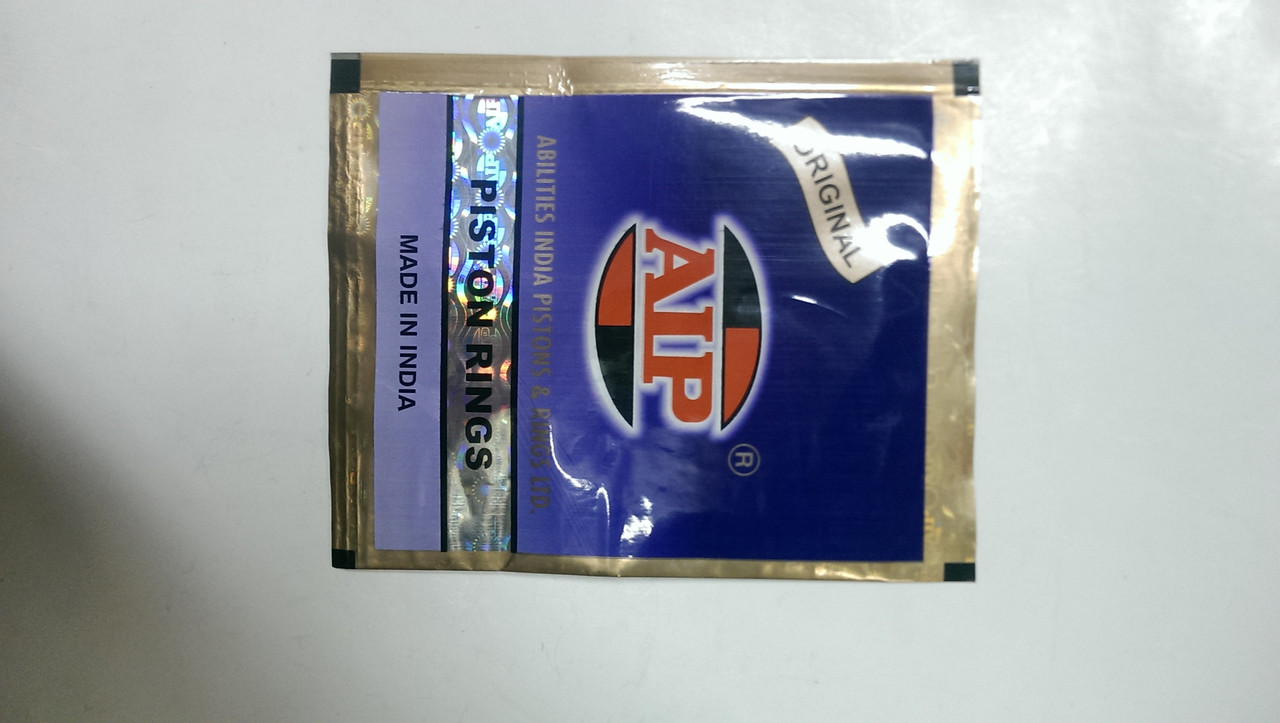 ORIGINAL
AIP
®
ABILITIES INDIA PISTONS & RINGS LTD.
PISTON RINGS
MADE IN INDIA